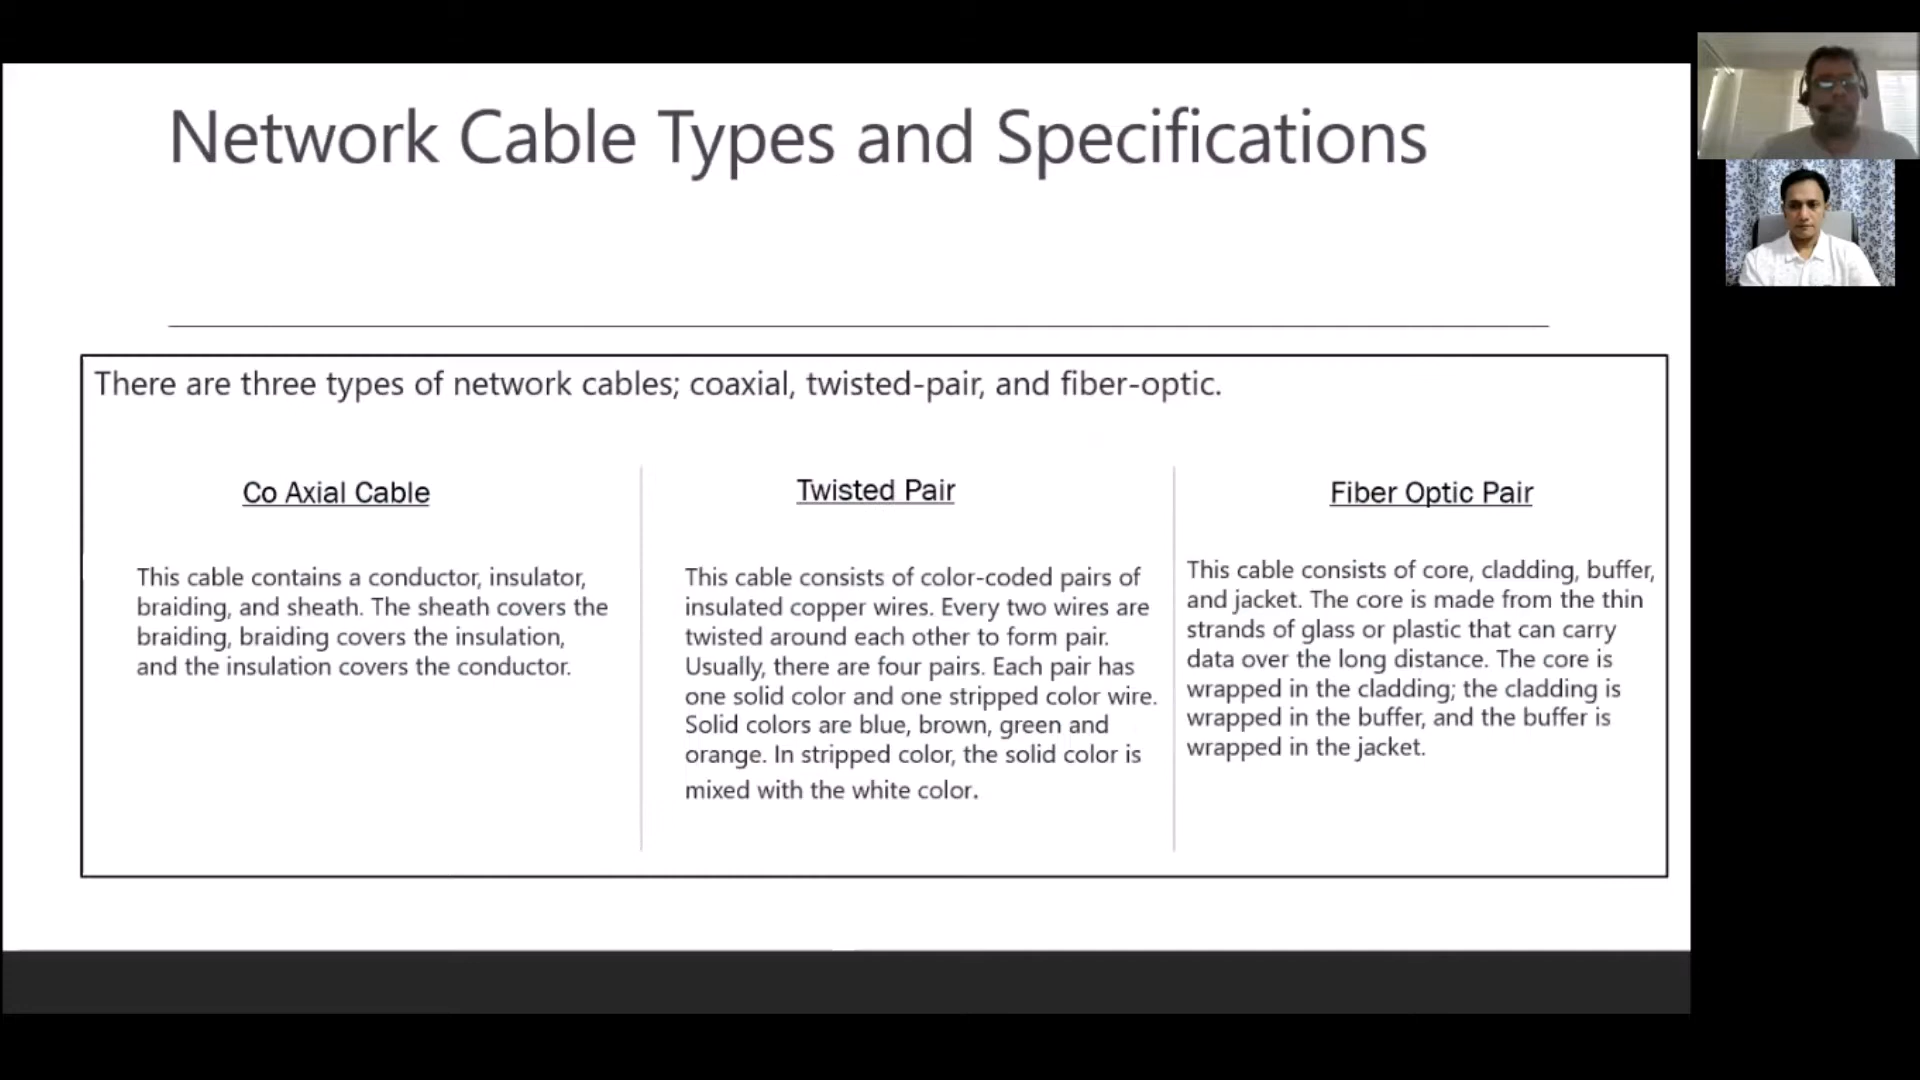 Network Cable Types and Specifications
There are three types of network cables; coaxial, twisted-pair, and fiber-optic.
Co Axial Cable
This cable contains a conductor, insulator,
braiding, and sheath. The sheath covers the
braiding, braiding covers the insulation,
and the insulation covers the conductor.
Twisted Pair
This cable consists of color-coded pairs of
insulated copper wires. Every two wires are
twisted around each other to form pair.
Usually, there are four pairs. Each pair has
one solid color and one stripped color wire.
Solid colors are blue, brown, green and
orange. In stripped color, the solid color is
mixed with the white color.
Fiber Optic Pair
This cable consists of core, cladding, buffer,
and jacket. The core is made from the thin
strands of glass or plastic that can carry
data over the long distance. The core is
wrapped in the cladding; the cladding is
wrapped in the buffer, and the buffer is
wrapped in the jacket.